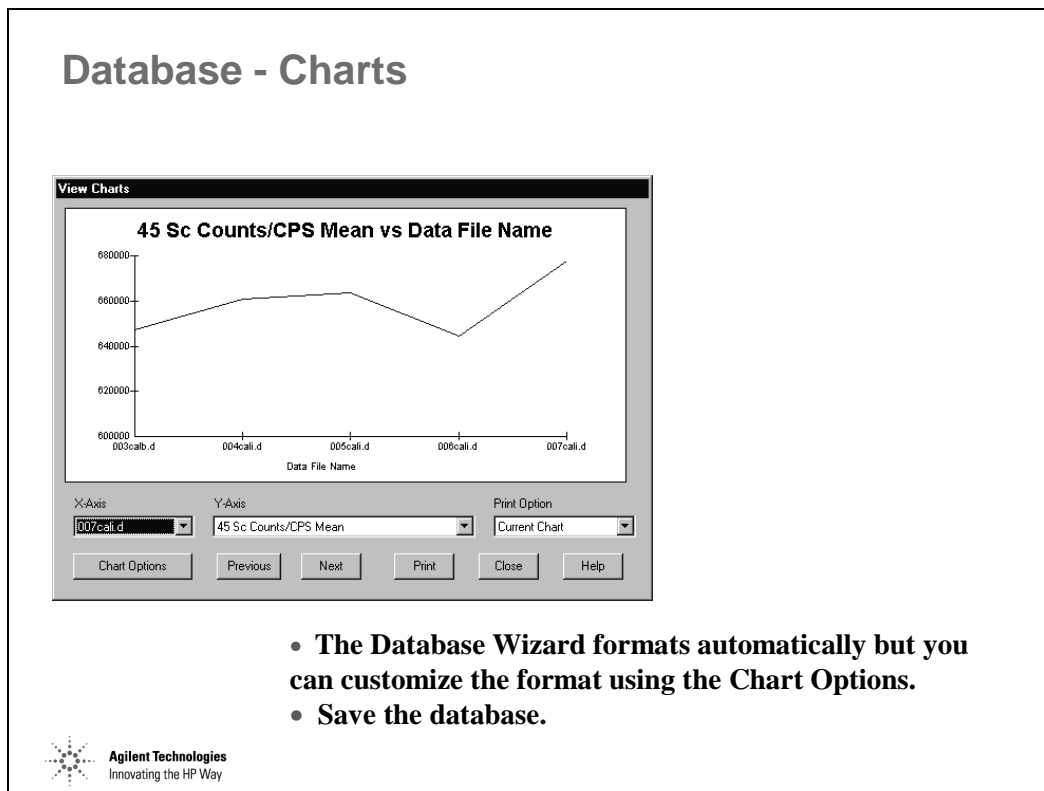 Database - Charts
View Charts
45 Sc Counts/CPS Mean vs Data File Name
680000
660000
640000
620000
600000
003calb.d 004cali.d 005cali.d 006cali.d 007cali.d
Data File Name
X-Axis Y-Axis Print Option
007cali.d 45 Sc Counts/CPS Mean Current Chart
Chart Options Previous Next Print Close Help
• The Database Wizard formats automatically but you
can customize the format using the Chart Options.
• Save the database.
Agilent Technologies
Innovating the HP Way